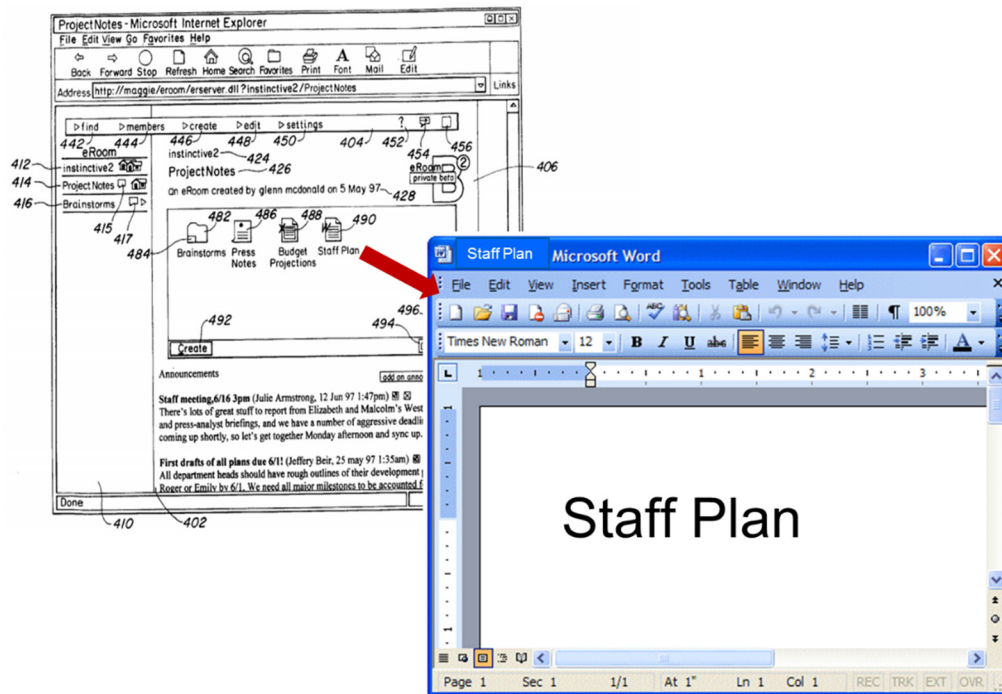 ProjectNotes - Microsoft Internet Explorer
File Edit View Go Favorites Help
Back Forward Stop Refresh Home Search Favorites Print Font Mail Edit
Address http://maggie/eroom/erserver.dll?instinctive2/ProjectNotes Links
find members create edit settings ?
442 444 446 448 450 404 452 454 456
eRoom
412 instinctive2
414 ProjectNotes
416 Brainstorms
415
417
instinctive2 424
ProjectNotes 426
an eRoom created by glenn mcdonald on 5 May 97 428
eRoom 2
private beta
B
406
482 486 488 490
484 Brainstorms Press Notes Budget Projections Staff Plan
496
492 494
Create
Announcements add an anno
Staff meeting,6/16 3pm (Julie Armstrong, 12 Jun 97 1:47pm)
There's lots of great stuff to report from Elizabeth and Malcolm's West
and press-analyst briefings, and we have a number of aggressive deadli
coming up shortly, so let's get together Monday afternoon and sync up.
First drafts of all plans due 6/1! (Jeffery Beir, 25 may 97 1:35am)
All department heads should have rough outlines of their development
Roger or Emily by 6/1. We need all major milestones to be accounted f
Done
410 402
Staff Plan Microsoft Word
File Edit View Insert Format Tools Table Window Help
100%
Times New Roman 12 B I U abc A
L 1 1 2 3
Staff Plan
Page 1 Sec 1 1/1 At 1" Ln 1 Col 1 REC TRK EXT OVR